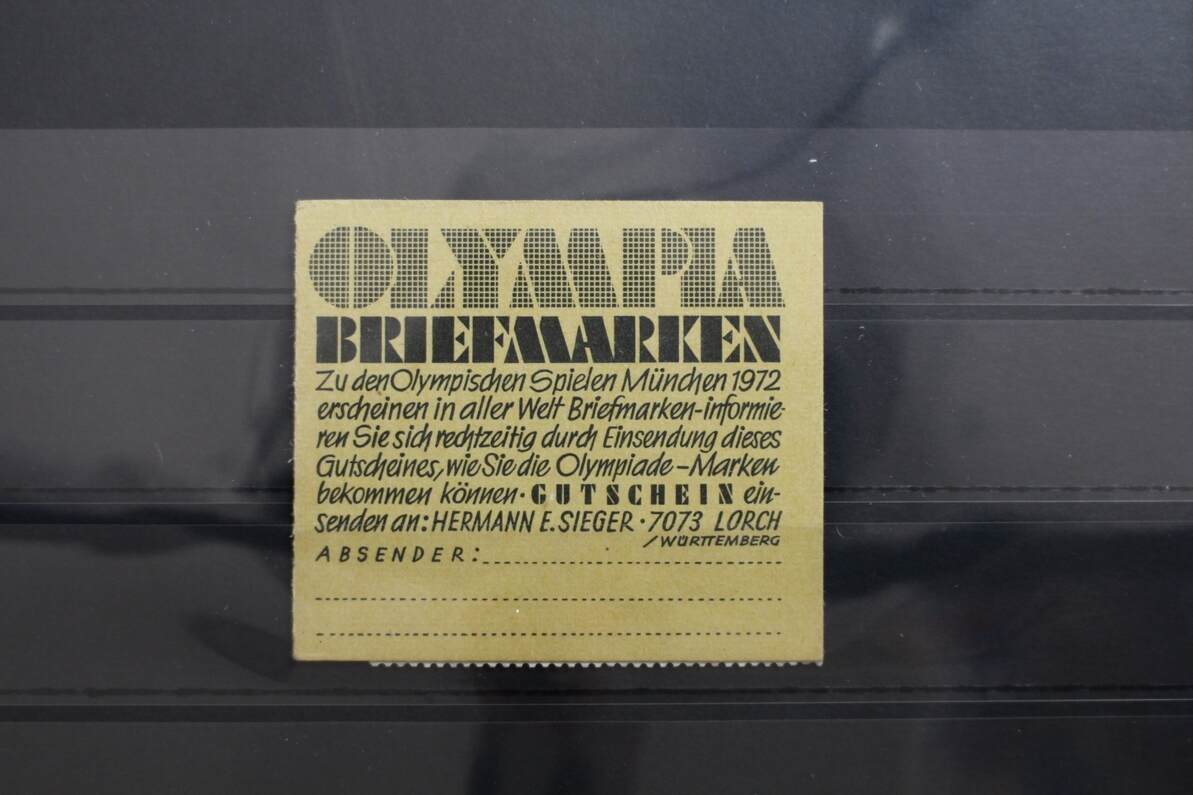 OLYMPIA
BRIEFMARKEN
Zu den Olympischen Spielen München 1972
erscheinen in aller Welt Briefmarken-informie-
ren Sie sich rechtzeitig durch Einsendung dieses
Gutscheines, wie Sie die Olympiade-Marken
bekommen können · GUTSCHEIN ein-
senden an: HERMANN E. SIEGER · 7073 LORCH
/WÜRTTEMBERG
ABSENDER: